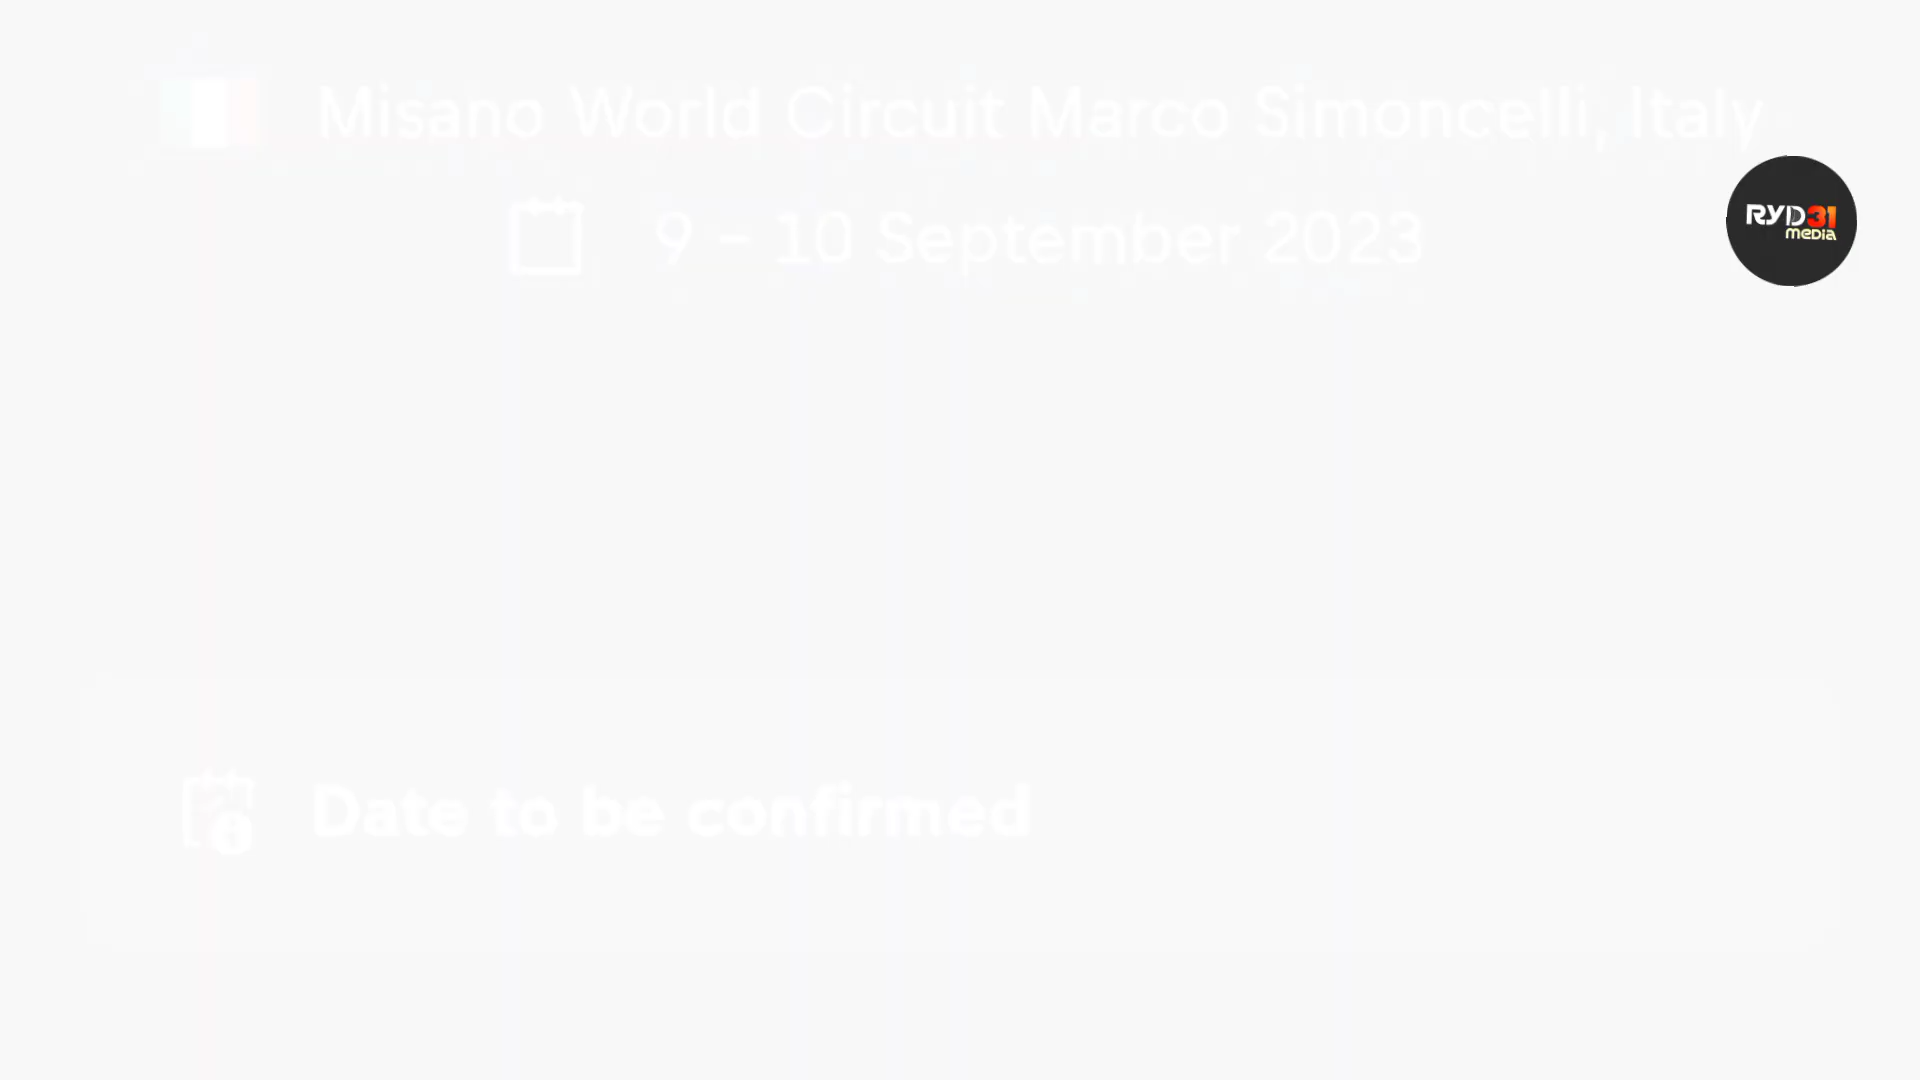 Misano World Circuit Marco Simoncelli, Italy
9 - 10 September 2023
RYD31
media
Date to be confirmed